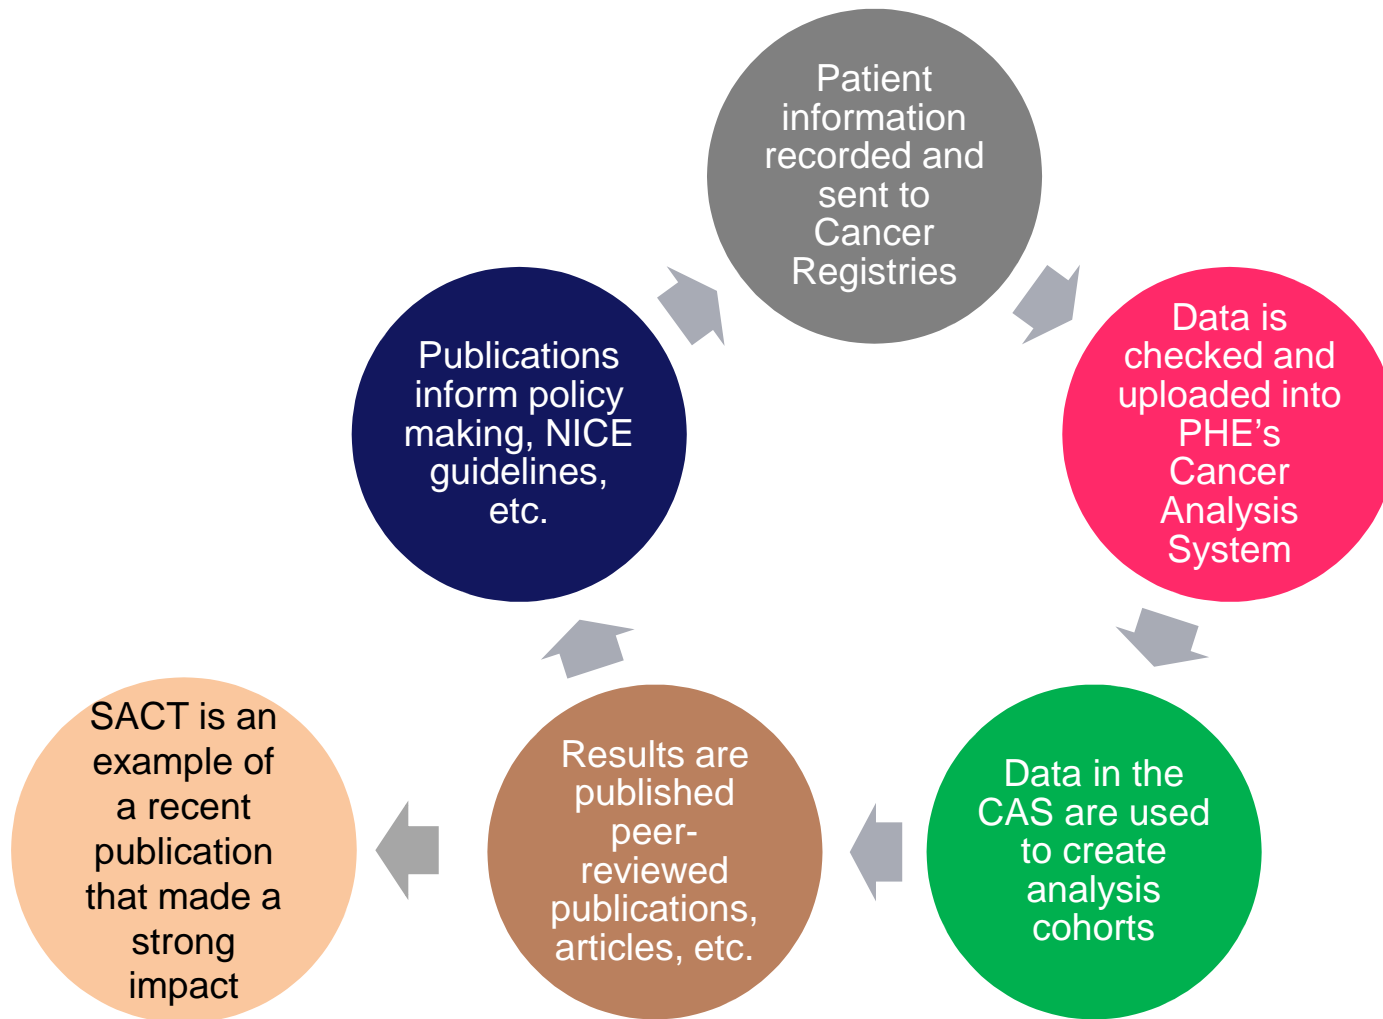 Patient
information
recorded and
sent to
Cancer
Registries
Data is
checked and
uploaded into
PHE’s
Cancer
Analysis
System
Data in the
CAS are used
to create
analysis
cohorts
Results are
published
peer-
reviewed
publications,
articles, etc.
SACT is an
example of
a recent
publication
that made a
strong
impact
Publications
inform policy
making, NICE
guidelines,
etc.